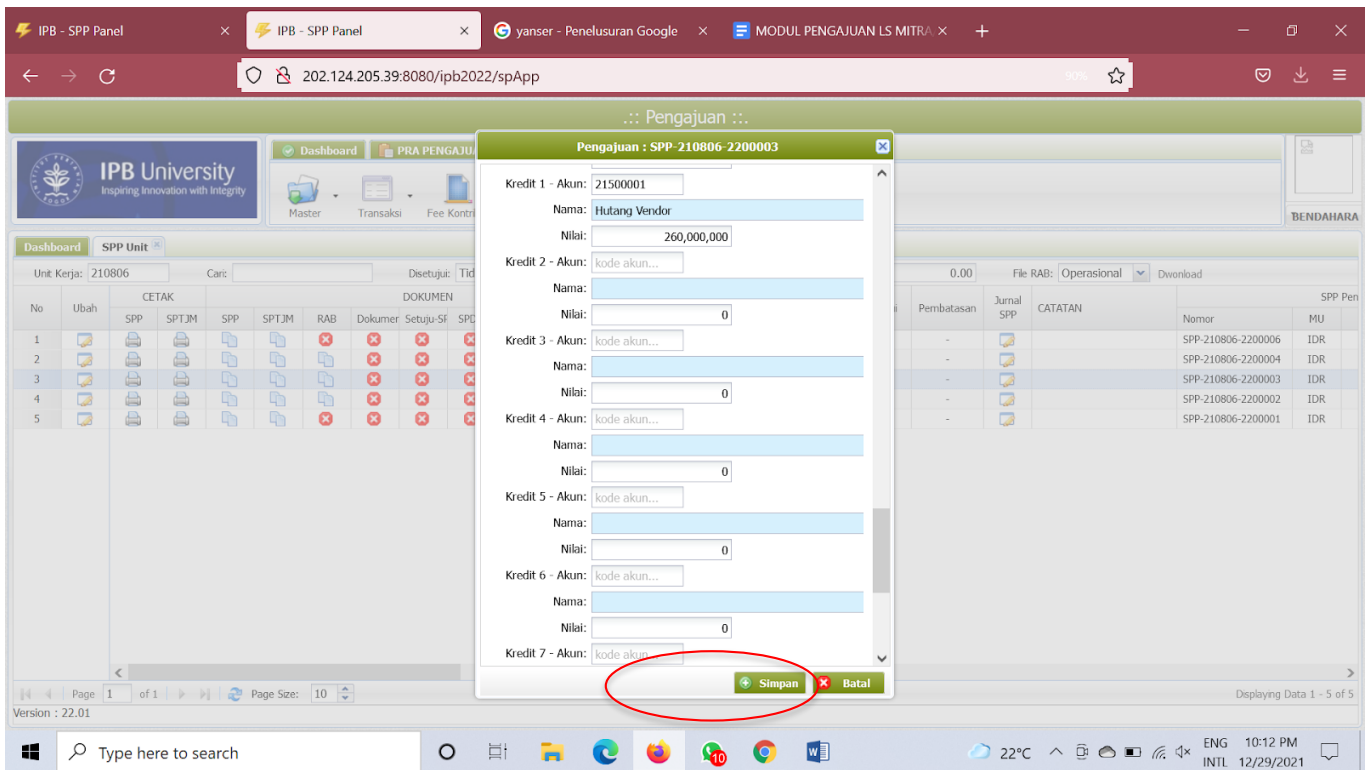 IPB - SPP Panel
IPB - SPP Panel
yanser - Penelusuran Google
MODUL PENGAJUAN LS MITRA
202.124.205.39:8080/ipb2022/spApp
90%
.:: Pengajuan ::.
IPB University
Inspiring Innovation with Integrity
Dashboard
PRA PENGAJU
Master
Transaksi
Fee Kontr
BENDAHARA
Dashboard
SPP Unit
Unit Kerja: 210806
Cari:
Disetujui: Tid
0.00
File RAB: Operasional
Dwonload
No
Ubah
CETAK
DOKUMEN
Pembatasan
Jurnal SPP
CATATAN
SPP Pen
SPP SPTJM SPP SPTJM RAB Dokumer Setuju-SF SPD
Nomor MU
1 - SPP-210806-2200006 IDR
2 - SPP-210806-2200004 IDR
3 - SPP-210806-2200003 IDR
4 - SPP-210806-2200002 IDR
5 - SPP-210806-2200001 IDR
Pengajuan : SPP-210806-2200003
Kredit 1 - Akun: 21500001
Nama: Hutang Vendor
Nilai: 260,000,000
Kredit 2 - Akun: kode akun...
Nama:
Nilai: 0
Kredit 3 - Akun: kode akun...
Nama:
Nilai: 0
Kredit 4 - Akun: kode akun...
Nama:
Nilai: 0
Kredit 5 - Akun: kode akun...
Nama:
Nilai: 0
Kredit 6 - Akun: kode akun...
Nama:
Nilai: 0
Kredit 7 - Akun: kode akun...
Simpan
Batal
Page 1 of 1
Page Size: 10
Displaying Data 1 - 5 of 5
Version : 22.01
Type here to search
10
22°C
ENG
INTL
10:12 PM
12/29/2021